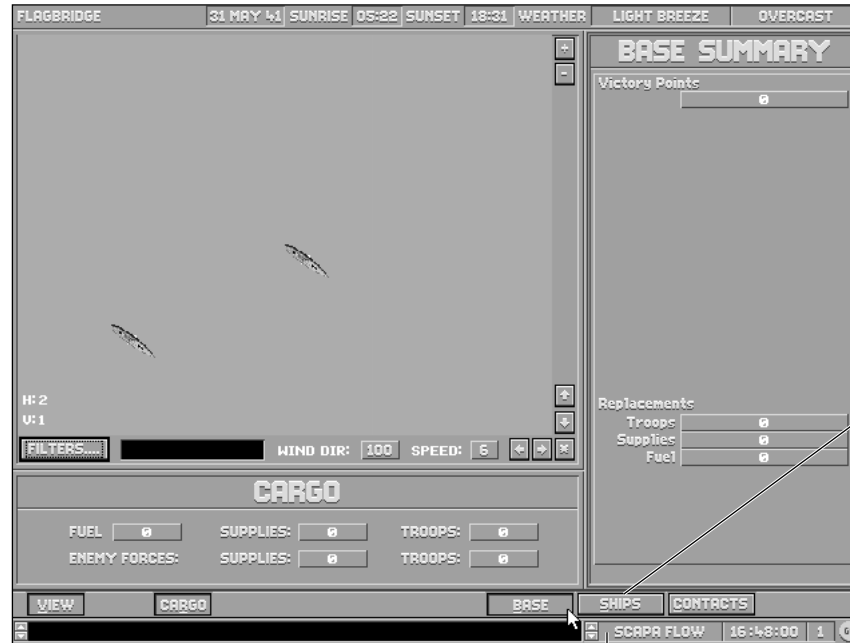 FLAGBRIDGE 31 MAY 41 SUNRISE 05:22 SUNSET 18:31 WEATHER LIGHT BREEZE OVERCAST
BASE SUMMARY
Victory Points
0
H:2
V:1
FILTERS.... WIND DIR: 100 SPEED: 6
Replacements
Troops 0
Supplies 0
Fuel 0
CARGO
FUEL 0 SUPPLIES: 0 TROOPS: 0
ENEMY FORCES: SUPPLIES: 0 TROOPS: 0
VIEW CARGO BASE SHIPS CONTACTS
SCAPA FLOW 16:48:00 1